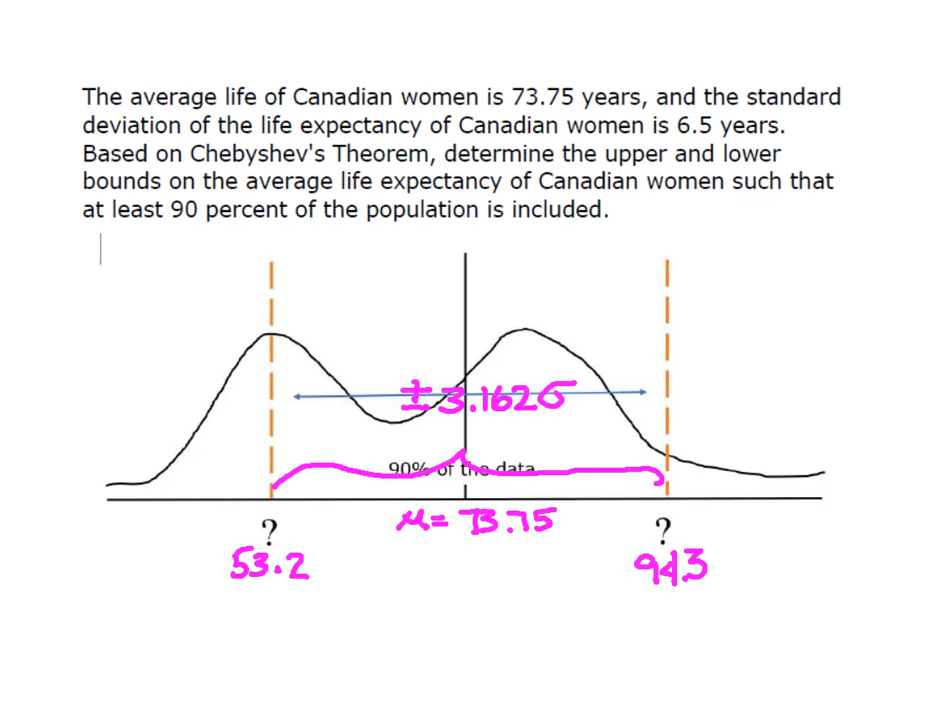 The average life of Canadian women is 73.75 years, and the standard
deviation of the life expectancy of Canadian women is 6.5 years.
Based on Chebyshev's Theorem, determine the upper and lower
bounds on the average life expectancy of Canadian women such that
at least 90 percent of the population is included.
±3.162σ
90% of the data
μ= 73.75
? ?
53.2 94.3